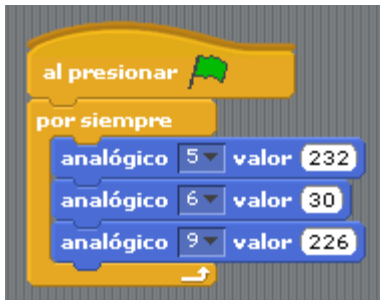 al presionar
por siempre
analógico 5 valor 232
analógico 6 valor 30
analógico 9 valor 226